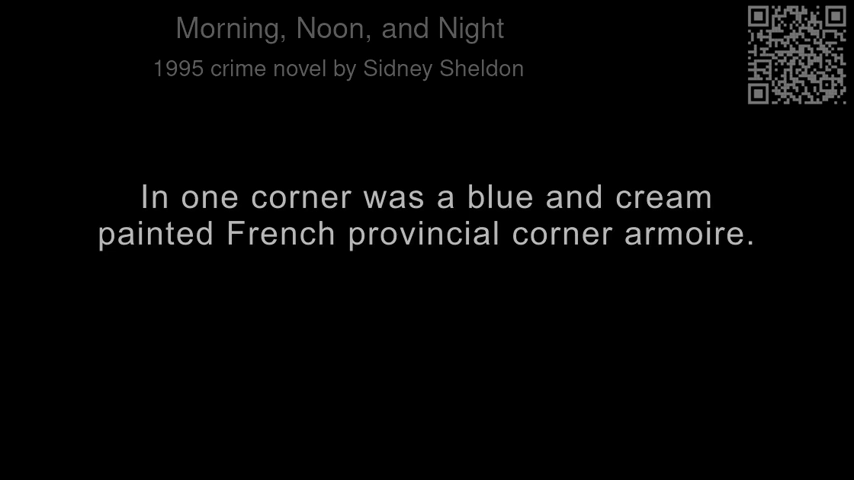 Morning, Noon, and Night
1995 crime novel by Sidney Sheldon
In one corner was a blue and cream
painted French provincial corner armoire.